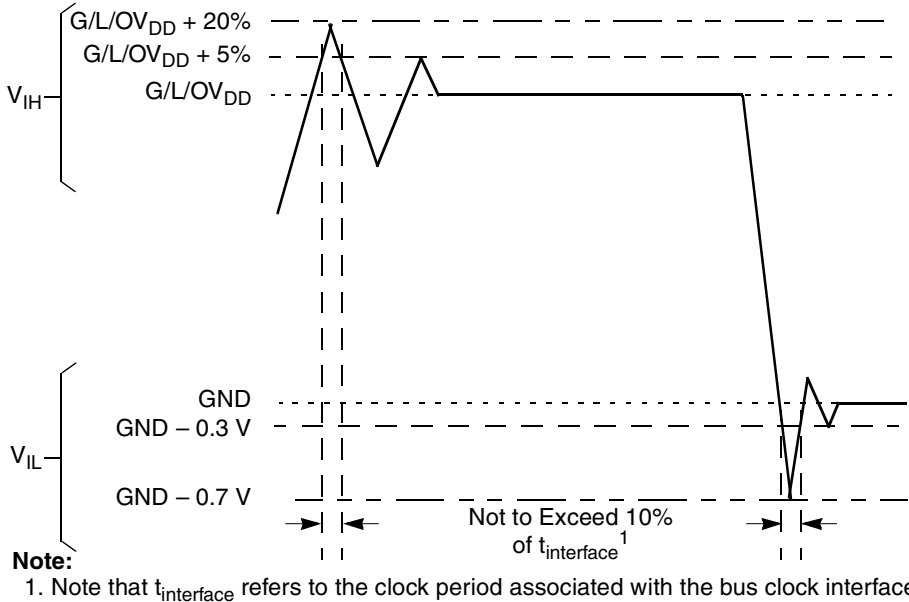 G/L/OVDD + 20%
G/L/OVDD + 5%
G/L/OVDD
VIH
GND
GND – 0.3 V
VIL
GND – 0.7 V
Not to Exceed 10%
of tinterface1
Note:
1. Note that tinterface refers to the clock period associated with the bus clock interface